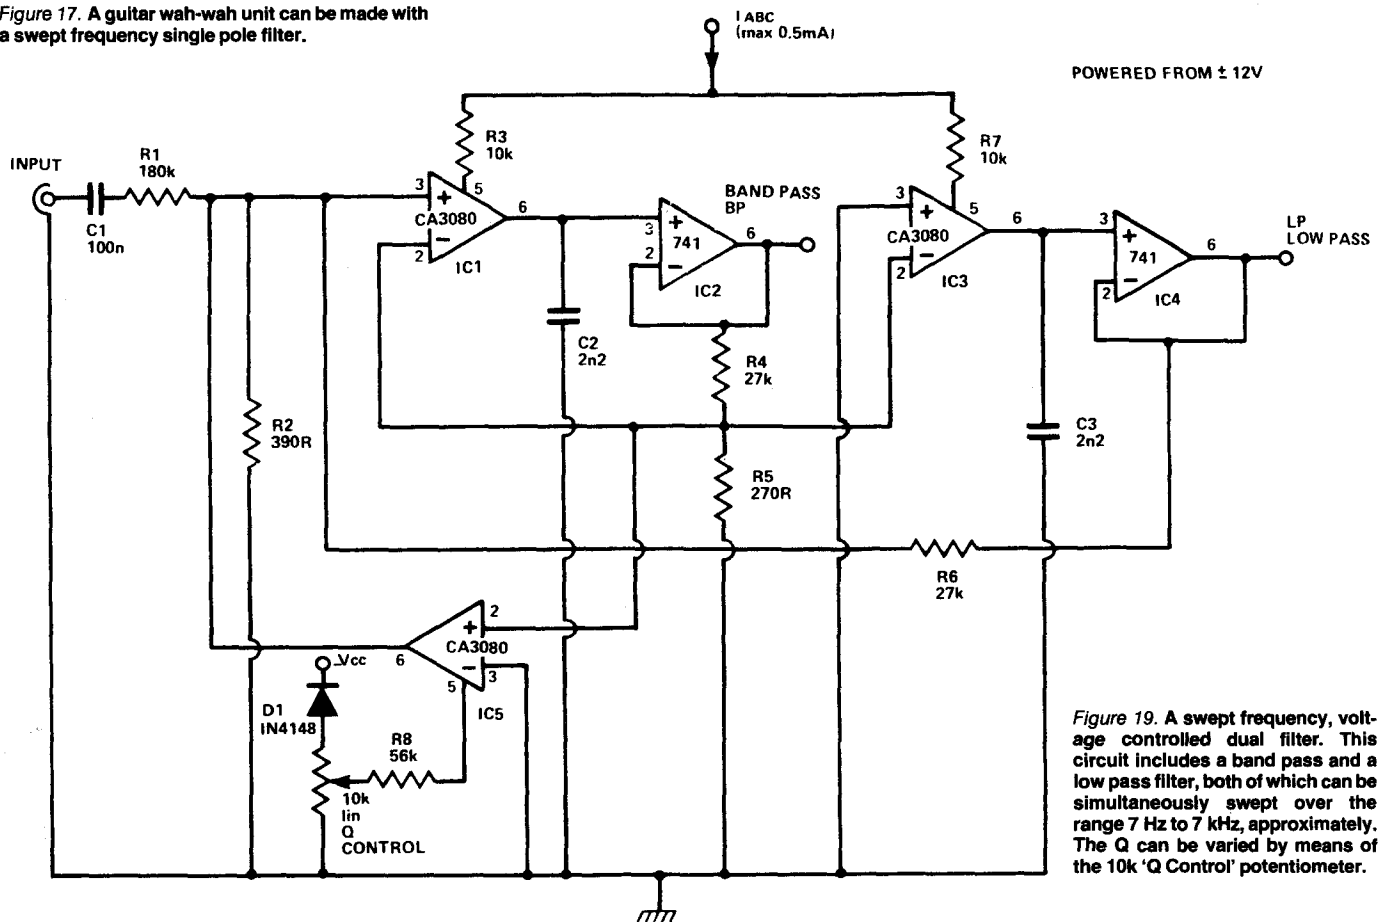 Figure 17. A guitar wah-wah unit can be made with
a swept frequency single pole filter.
I ABC
(max 0.5mA)
POWERED FROM ± 12V
INPUT
R1
180k
C1
100n
R3
10k
R7
10k
3
+
5
CA3080
6
−
2
IC1
BAND PASS
BP
3
+
741
6
2
−
IC2
3
+
5
CA3080
6
−
2
IC3
3
+
741
6
−
2
IC4
LP
LOW PASS
C2
2n2
R4
27k
R2
390R
R5
270R
C3
2n2
R6
27k
2
+
CA3080
6
−
3
5
IC5
–Vcc
D1
IN4148
R8
56k
10k
lin
Q
CONTROL
Figure 19. A swept frequency, volt-
age controlled dual filter. This
circuit includes a band pass and a
low pass filter, both of which can be
simultaneously swept over the
range 7 Hz to 7 kHz, approximately.
The Q can be varied by means of
the 10k ‘Q Control’ potentiometer.